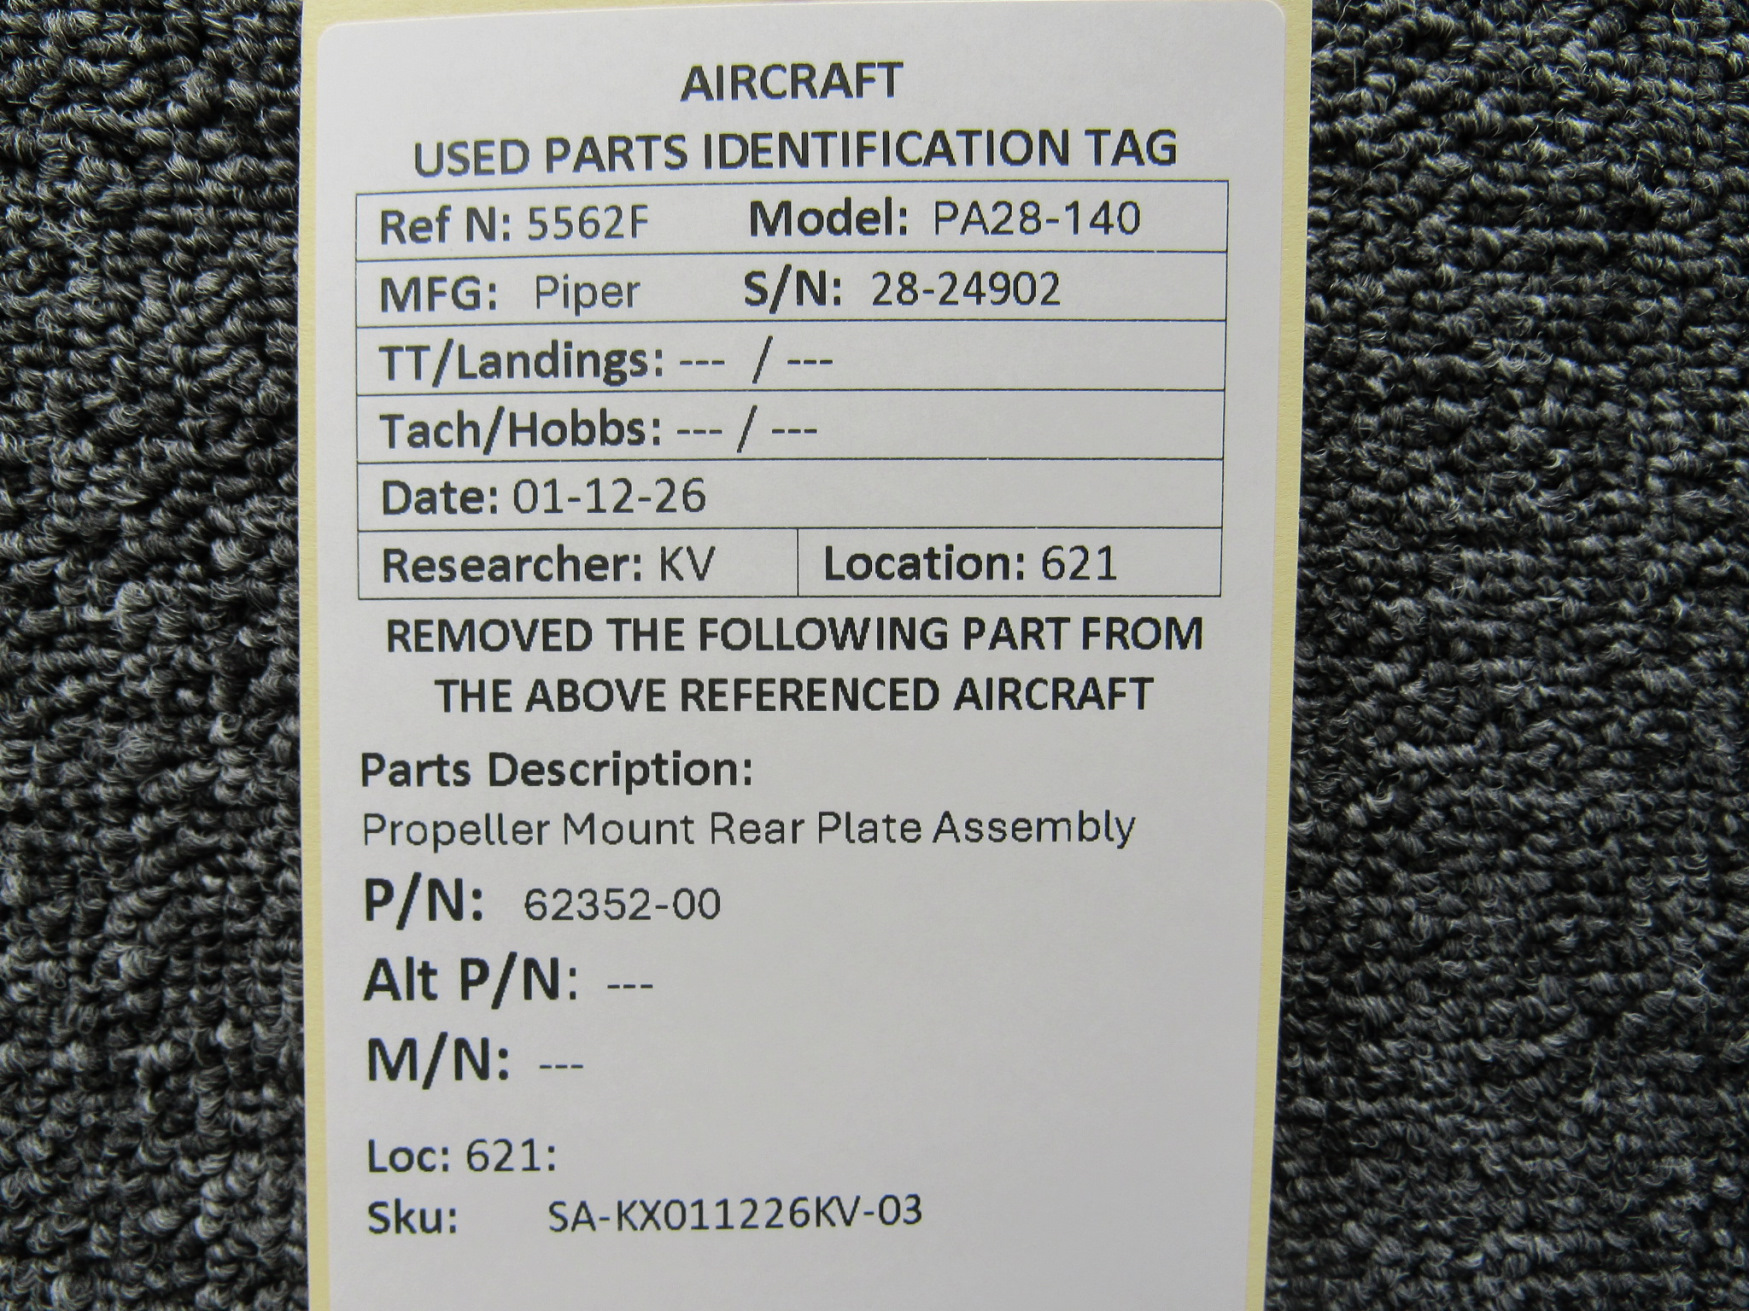 AIRCRAFT
USED PARTS IDENTIFICATION TAG
Ref N: 5562F Model: PA28-140
MFG: Piper S/N: 28-24902
TT/Landings: --- / ---
Tach/Hobbs: --- / ---
Date: 01-12-26
Researcher: KV Location: 621
REMOVED THE FOLLOWING PART FROM
THE ABOVE REFERENCED AIRCRAFT
Parts Description:
Propeller Mount Rear Plate Assembly
P/N: 62352-00
Alt P/N: ---
M/N: ---
Loc: 621:
Sku: SA-KX011226KV-03